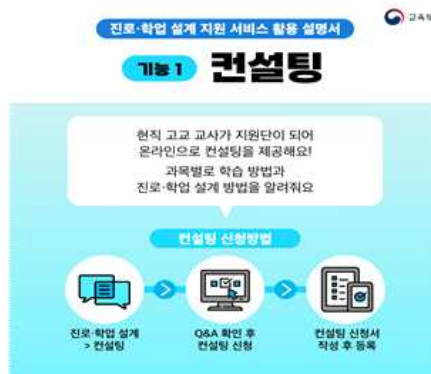 교육부
진로·학업 설계 지원 서비스 활용 설명서
기능 1 컨설팅
현직 고교 교사가 지원단이 되어
온라인으로 컨설팅을 제공해요!
과목별로 학습 방법과
진로·학업 설계 방법을 알려줘요
컨설팅 신청방법
진로·학업 설계
> 컨설팅
Q&A 확인 후
컨설팅 신청
컨설팅 신청서
작성 후 등록